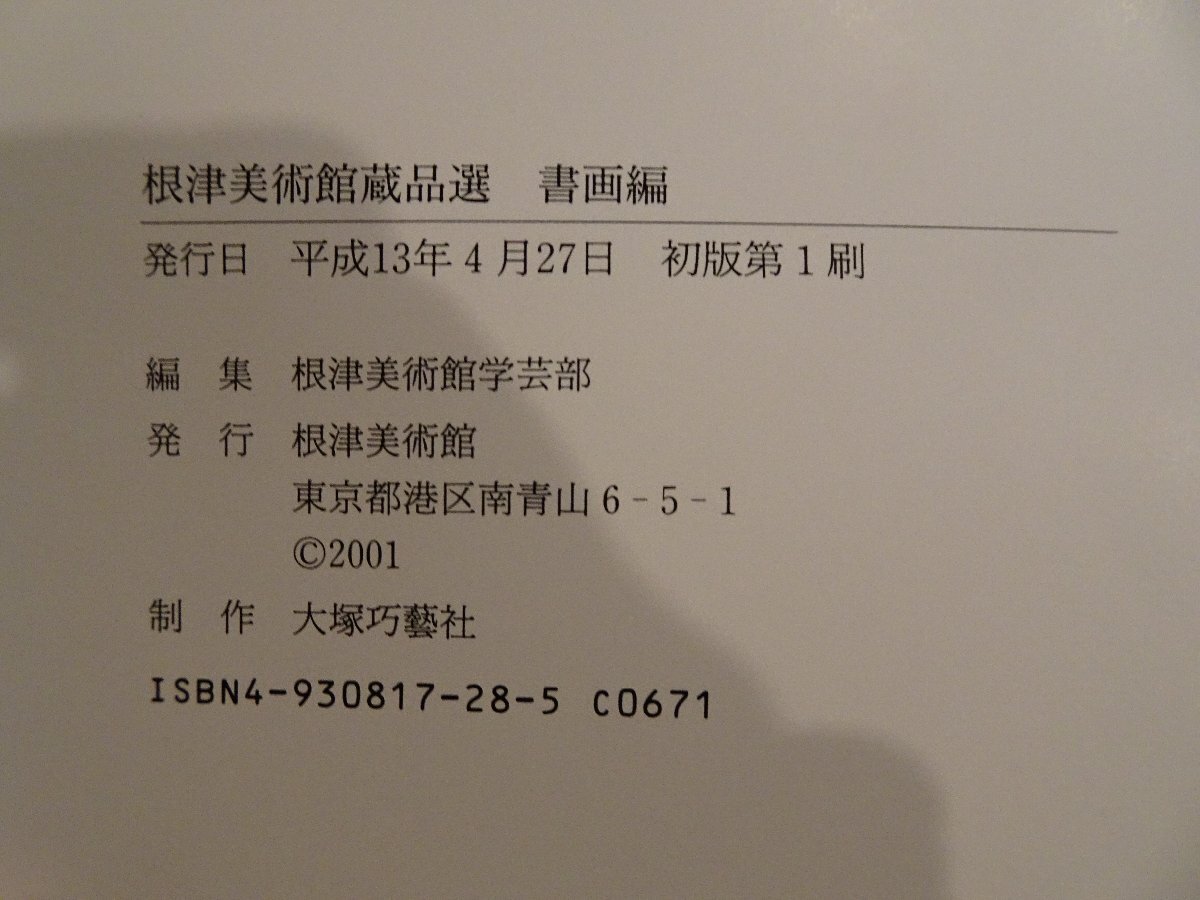 根津美術館蔵品選　書画編
発行日　平成13年4月27日　初版第1刷
編　集　根津美術館学芸部
発　行　根津美術館
東京都港区南青山6-5-1
©2001
制　作　大塚巧藝社
ISBN4-930817-28-5 C0671